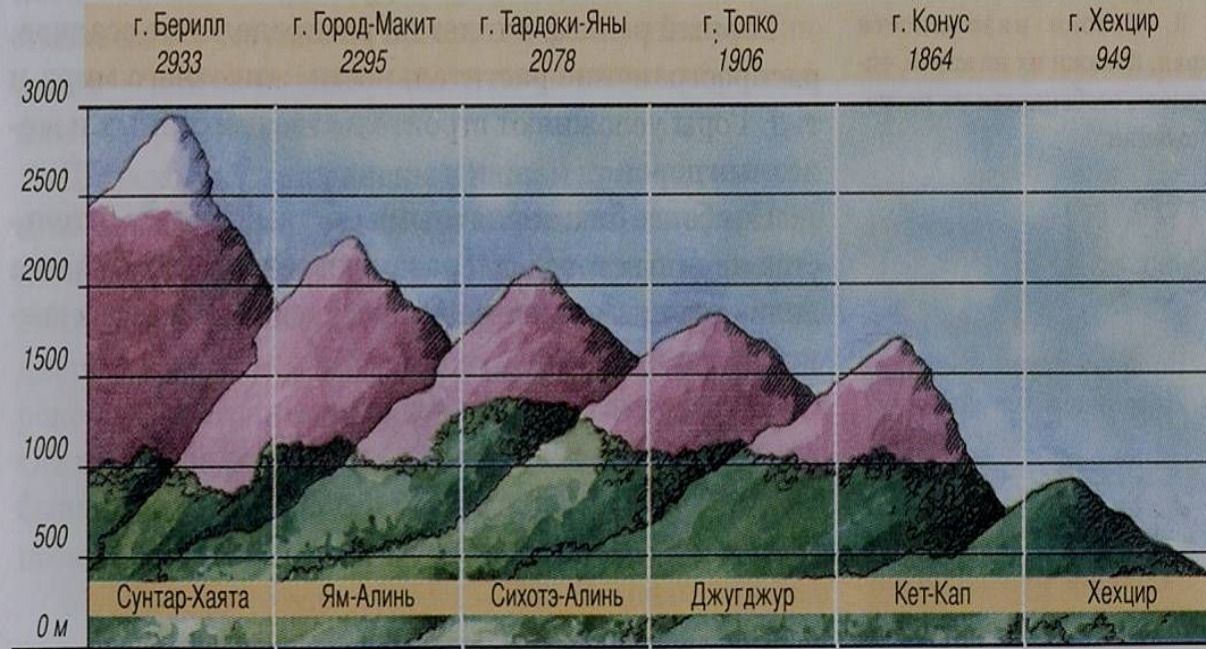 г. Берилл г. Город-Макит г. Тардоки-Яны г. Топко г. Конус г. Хехцир
2933 2295 2078 1906 1864 949
3000
2500
2000
1500
1000
500
Сунтар-Хаята Ям-Алинь Сихотэ-Алинь Джугджур Кет-Кап Хехцир
0 м